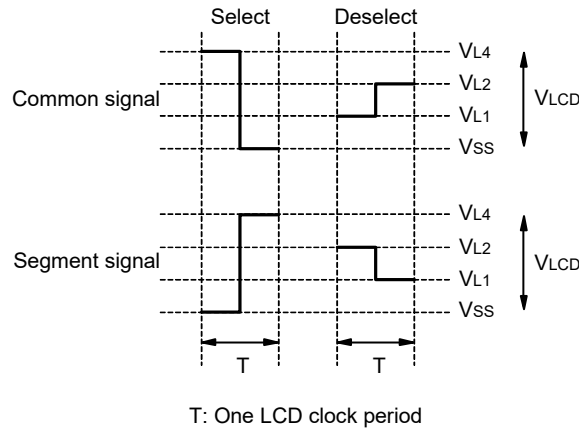 Select Deselect
VL4
VL2
Common signal VL1 VLCD
VSS
VL4
VL2
Segment signal VL1 VLCD
VSS
T T
T: One LCD clock period